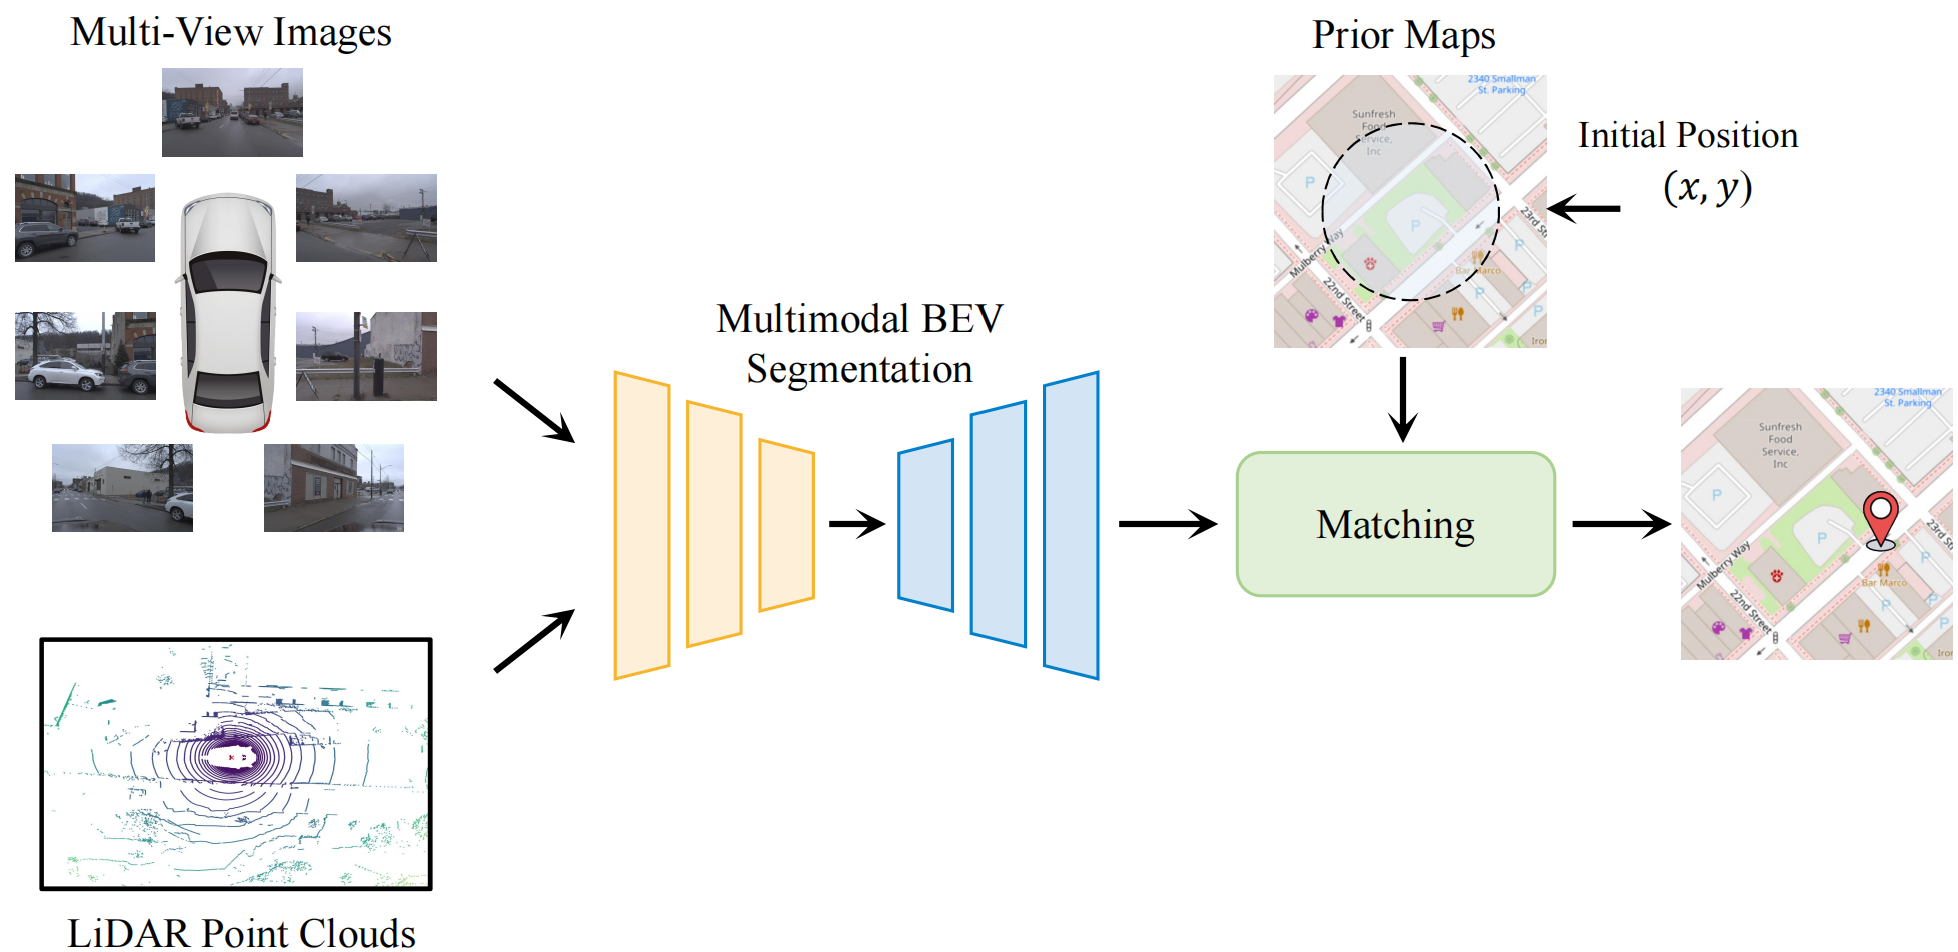 Multi-View Images
Prior Maps
2340 Smallman
St. Parking
Sunfresh
Food
Service,
Inc
P
Initial Position
(x, y)
P
23rd St
P
Mulberry Way
Bar Marco
22nd Street
P
P
Iron
Multimodal BEV
Segmentation
Matching
2340 Smallman
St. Parking
Sunfresh
Food
Service,
Inc
P
P
23rd St
P
Mulberry Way
Bar Marco
22nd Street
P
P
Iron
LiDAR Point Clouds